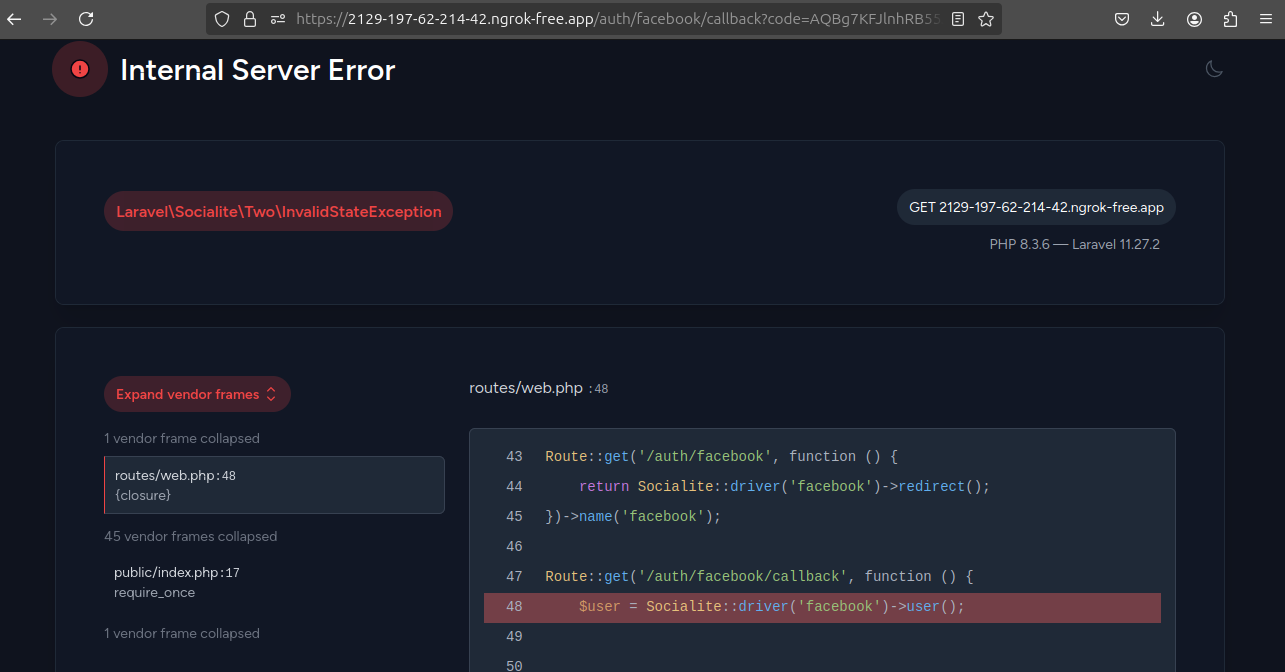 https://2129-197-62-214-42.ngrok-free.app/auth/facebook/callback?code=AQBg7KFJlnhRB55
Internal Server Error
Laravel\Socialite\Two\InvalidStateException
GET 2129-197-62-214-42.ngrok-free.app
PHP 8.3.6 — Laravel 11.27.2
Expand vendor frames
1 vendor frame collapsed
routes/web.php:48
{closure}
45 vendor frames collapsed
public/index.php:17
require_once
1 vendor frame collapsed
routes/web.php :48
43 Route::get('/auth/facebook', function () {
44     return Socialite::driver('facebook')->redirect();
45 })->name('facebook');
46
47 Route::get('/auth/facebook/callback', function () {
48     $user = Socialite::driver('facebook')->user();
49
50